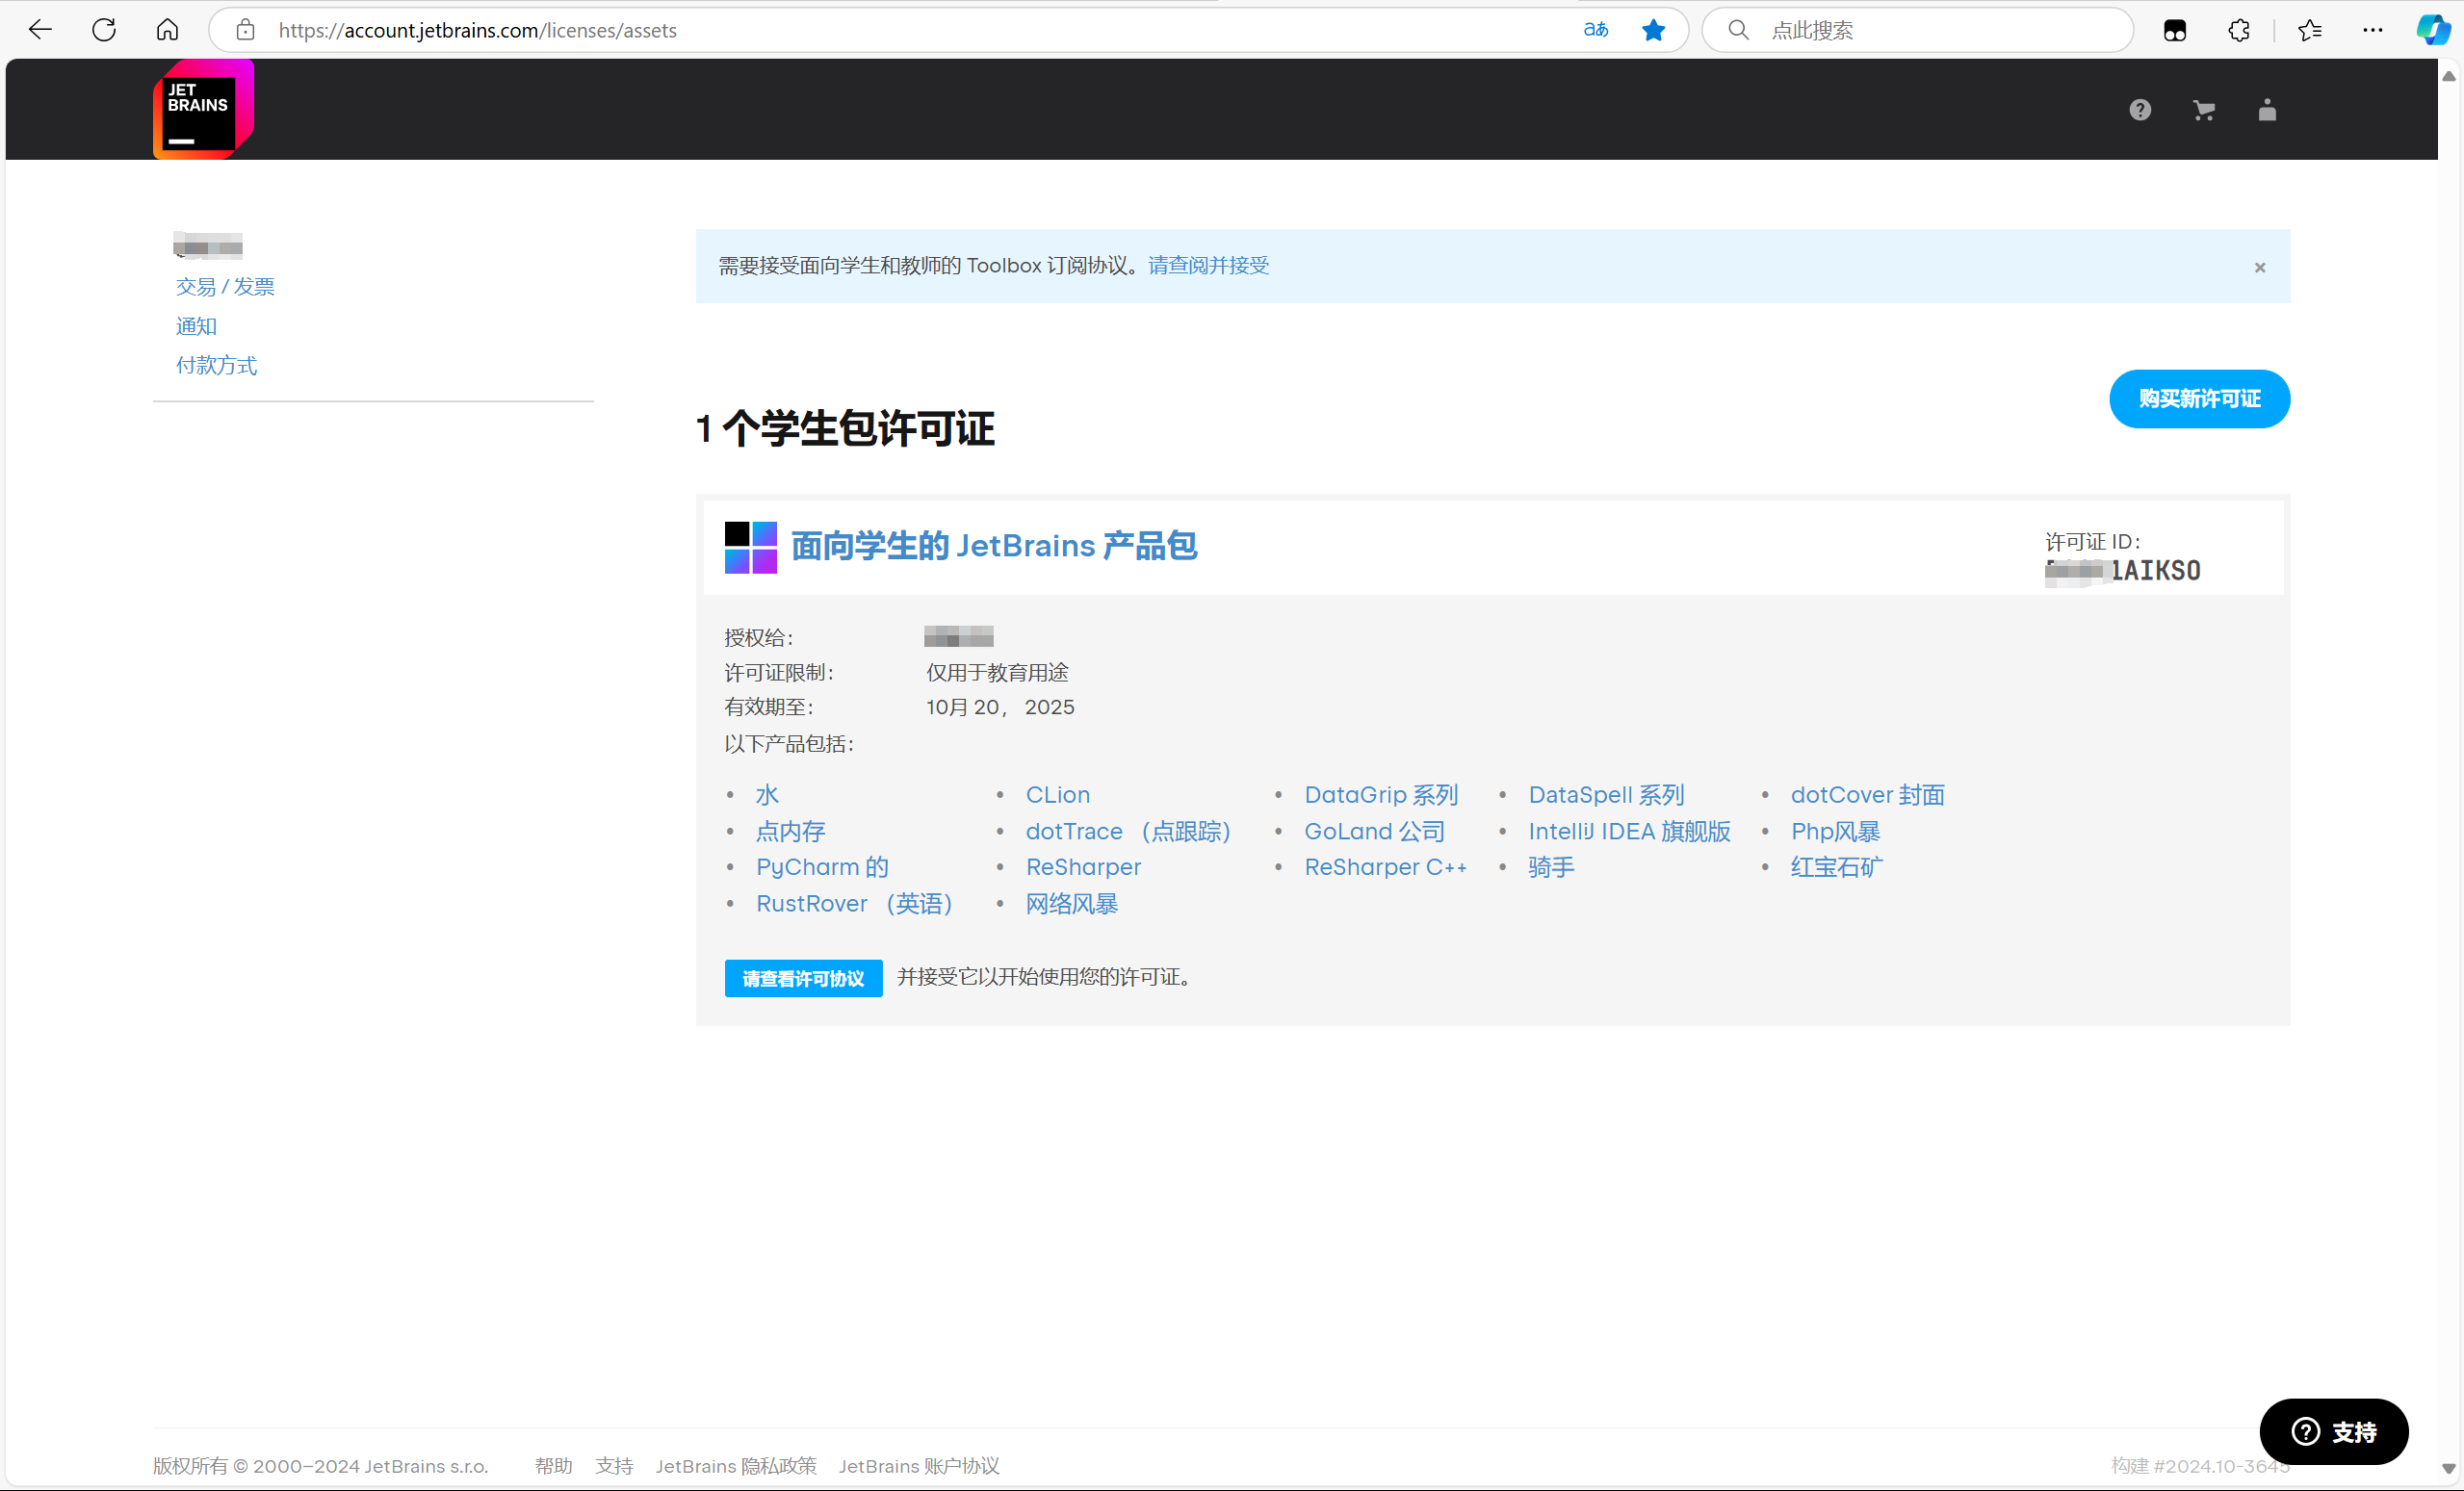 https://account.jetbrains.com/licenses/assets
点此搜索
JET
BRAINS
交易 / 发票
通知
付款方式
需要接受面向学生和教师的 Toolbox 订阅协议。请查阅并接受
×
购买新许可证
1 个学生包许可证
面向学生的 JetBrains 产品包
许可证 ID：
1AIKSO
授权给：
许可证限制： 仅用于教育用途
有效期至： 10月 20， 2025
以下产品包括：
• 水 • CLion • DataGrip 系列 • DataSpell 系列 • dotCover 封面
• 点内存 • dotTrace （点跟踪） • GoLand 公司 • IntelliJ IDEA 旗舰版 • Php风暴
• PyCharm 的 • ReSharper • ReSharper C++ • 骑手 • 红宝石矿
• RustRover （英语） • 网络风暴
请查看许可协议 并接受它以开始使用您的许可证。
支持
版权所有 © 2000–2024 JetBrains s.r.o. 帮助 支持 JetBrains 隐私政策 JetBrains 账户协议 构建 #2024.10-3645